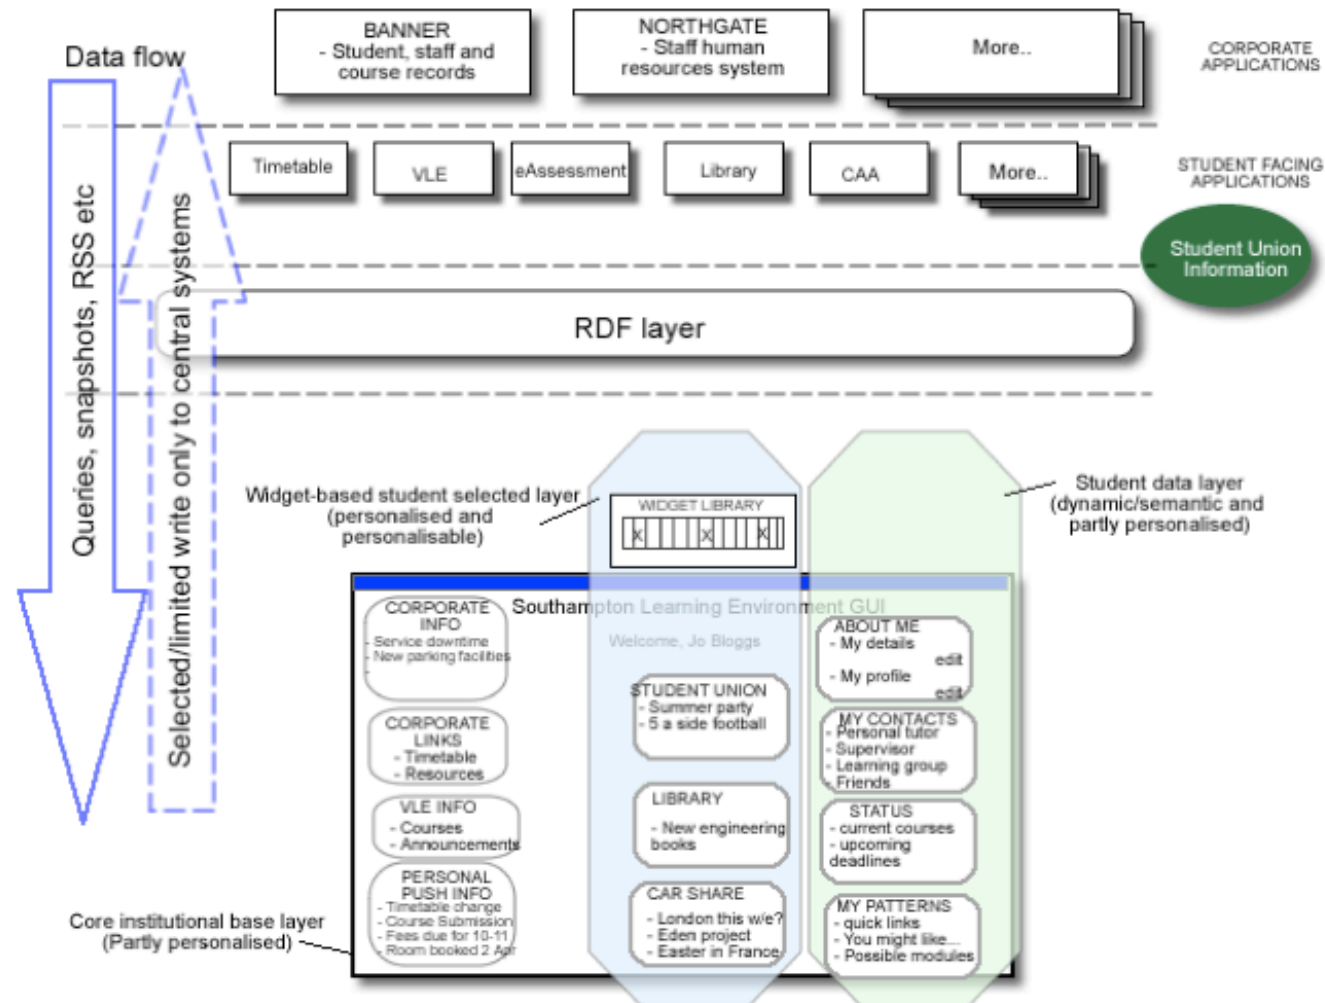 Data flow
BANNER
- Student, staff and
course records
NORTHGATE
- Staff human
resources system
More..
CORPORATE
APPLICATIONS
Timetable
VLE
eAssessment
Library
CAA
More..
STUDENT FACING
APPLICATIONS
Student Union
Information
Queries, snapshots, RSS etc
Selected/limited write only to central systems
RDF layer
Widget-based student selected layer
(personalised and
personalisable)
WIDGET LIBRARY
X X X
Student data layer
(dynamic/semantic and
partly personalised)
Southampton Learning Environment GUI
Welcome, Jo Bloggs
CORPORATE
INFO
- Service downtime
- New parking facilities
-
CORPORATE
LINKS
- Timetable
- Resources
VLE INFO
- Courses
- Announcements
PERSONAL
PUSH INFO
- Timetable change
- Course Submission
- Fees due for 10-11
- Room booked 2 Apr
STUDENT UNION
- Summer party
- 5 a side football
LIBRARY
- New engineering
books
CAR SHARE
- London this w/e?
- Eden project
- Easter in France
ABOUT ME
- My details
edit
- My profile
edit
MY CONTACTS
- Personal tutor
- Supervisor
- Learning group
- Friends
STATUS
- current courses
- upcoming
deadlines
MY PATTERNS
- quick links
- You might like...
- Possible modules
Core institutional base layer
(Partly personalised)